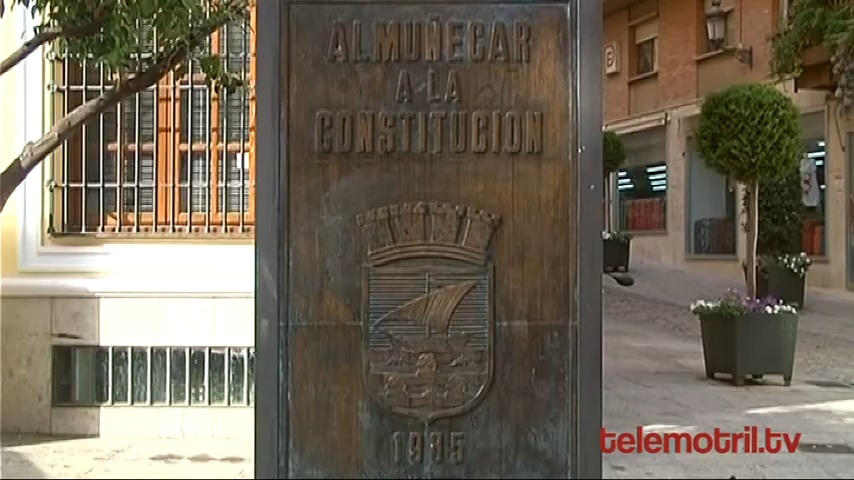 ALMUÑECAR
A LA
CONSTITUCION
1985
telemotril.tv